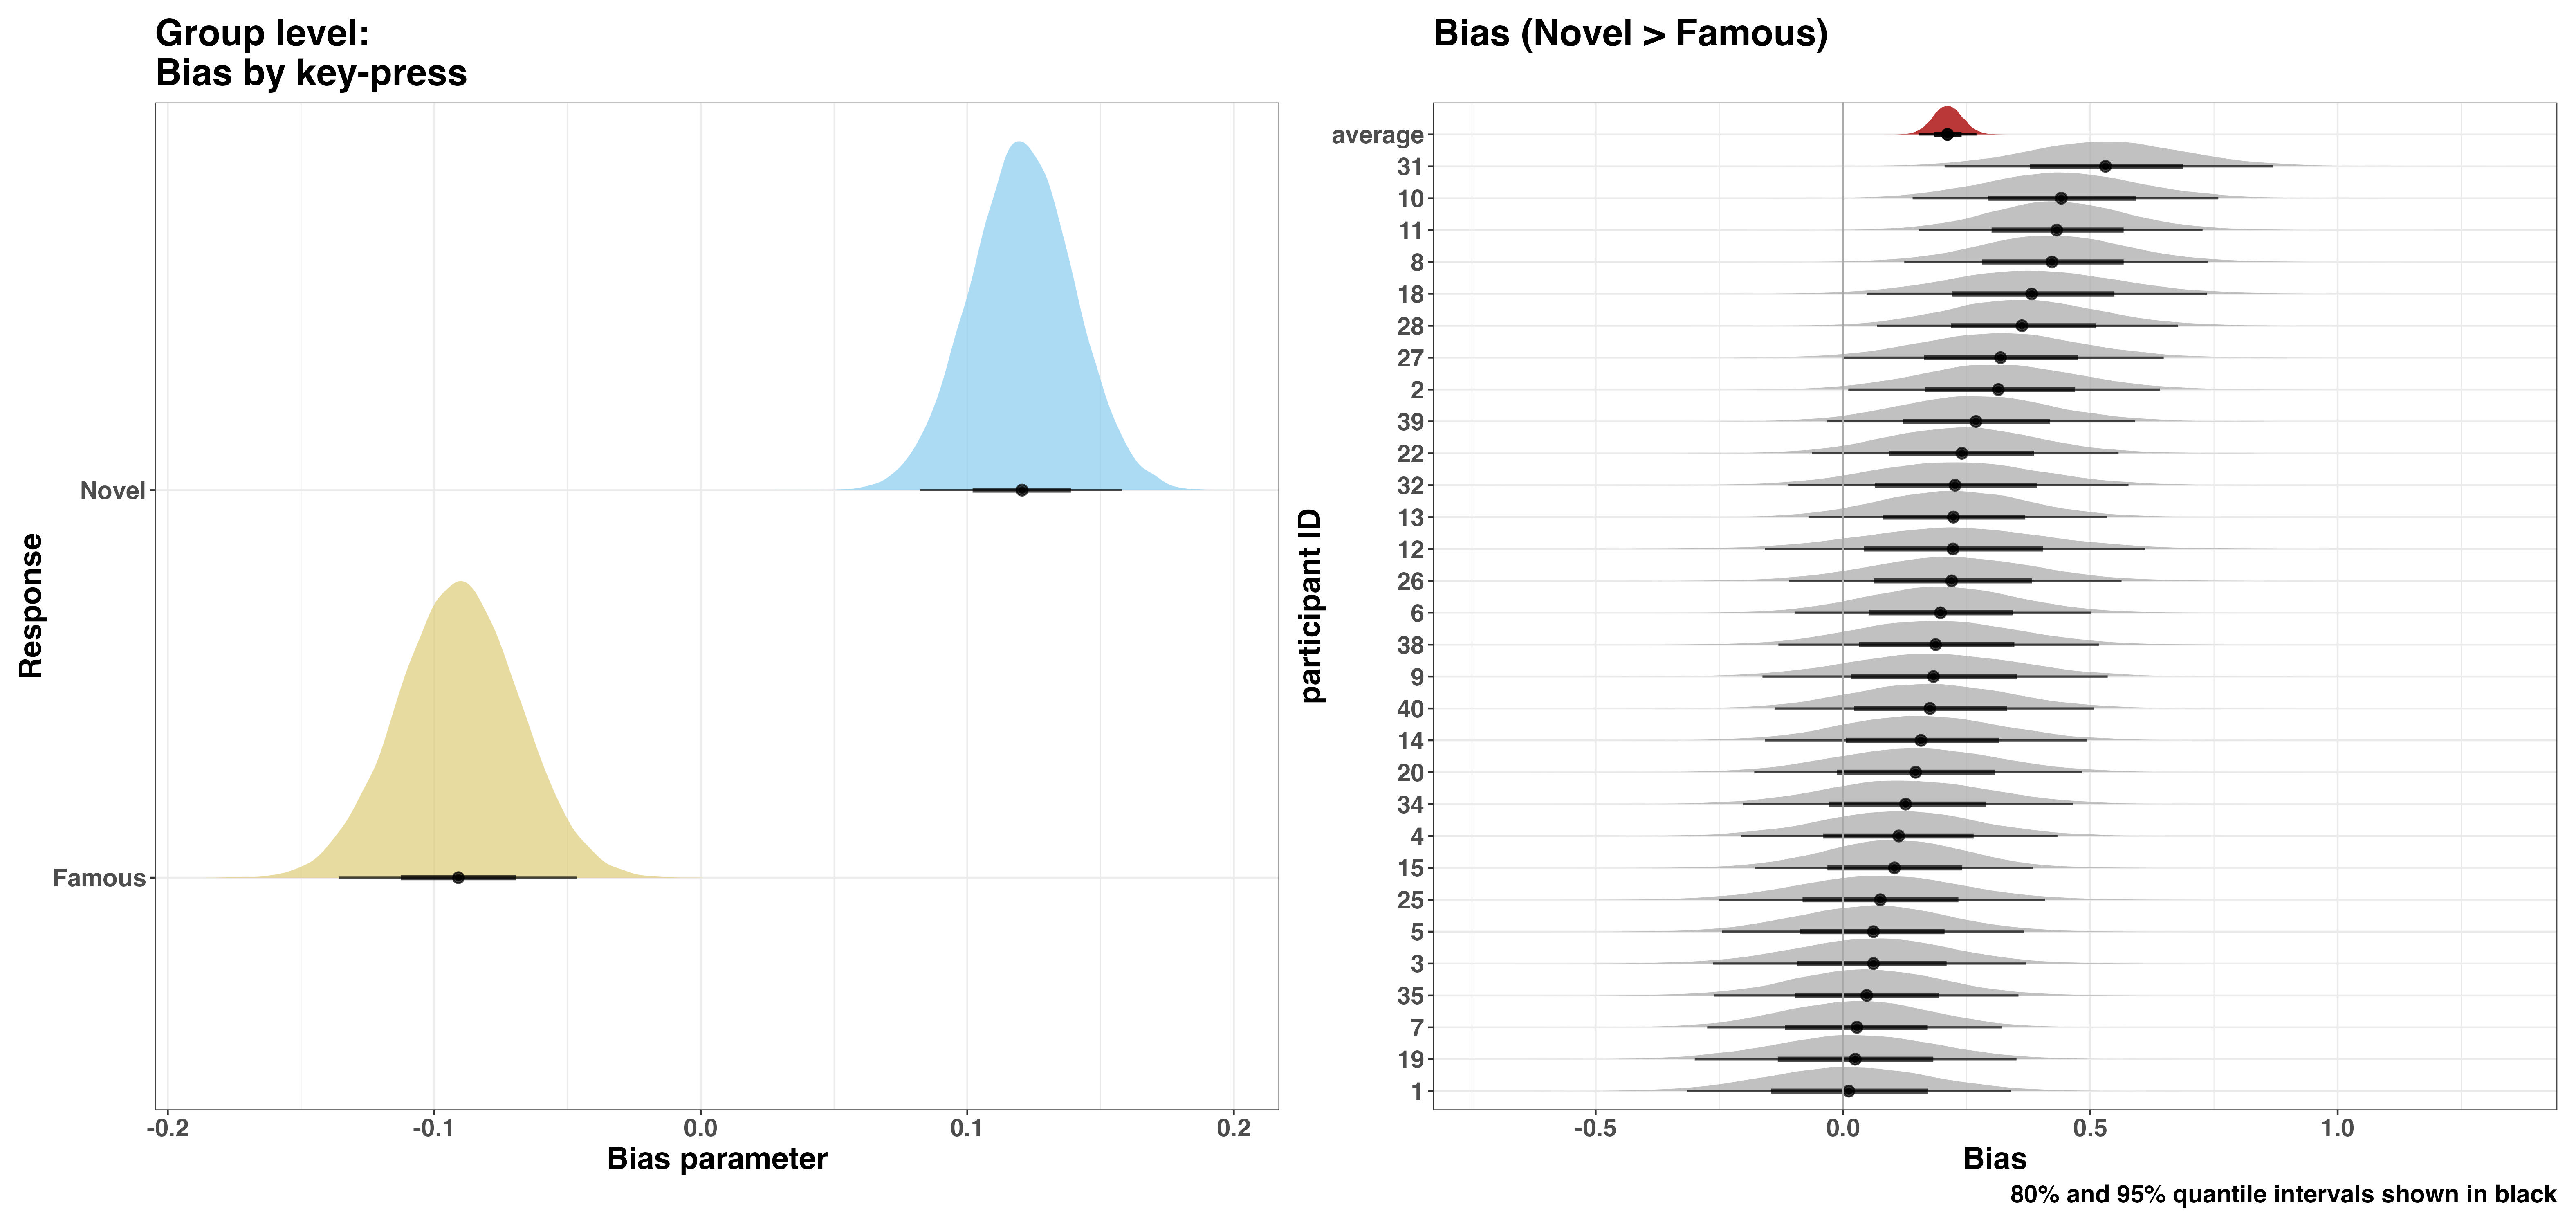 Group level:
Bias by key-press
Response
Novel
Famous
-0.2 -0.1 0.0 0.1 0.2
Bias parameter
Bias (Novel > Famous)
participant ID
average
31
10
11
8
18
28
27
2
39
22
32
13
12
26
6
38
9
40
14
20
34
4
15
25
5
3
35
7
19
1
-0.5 0.0 0.5 1.0
Bias
80% and 95% quantile intervals shown in black